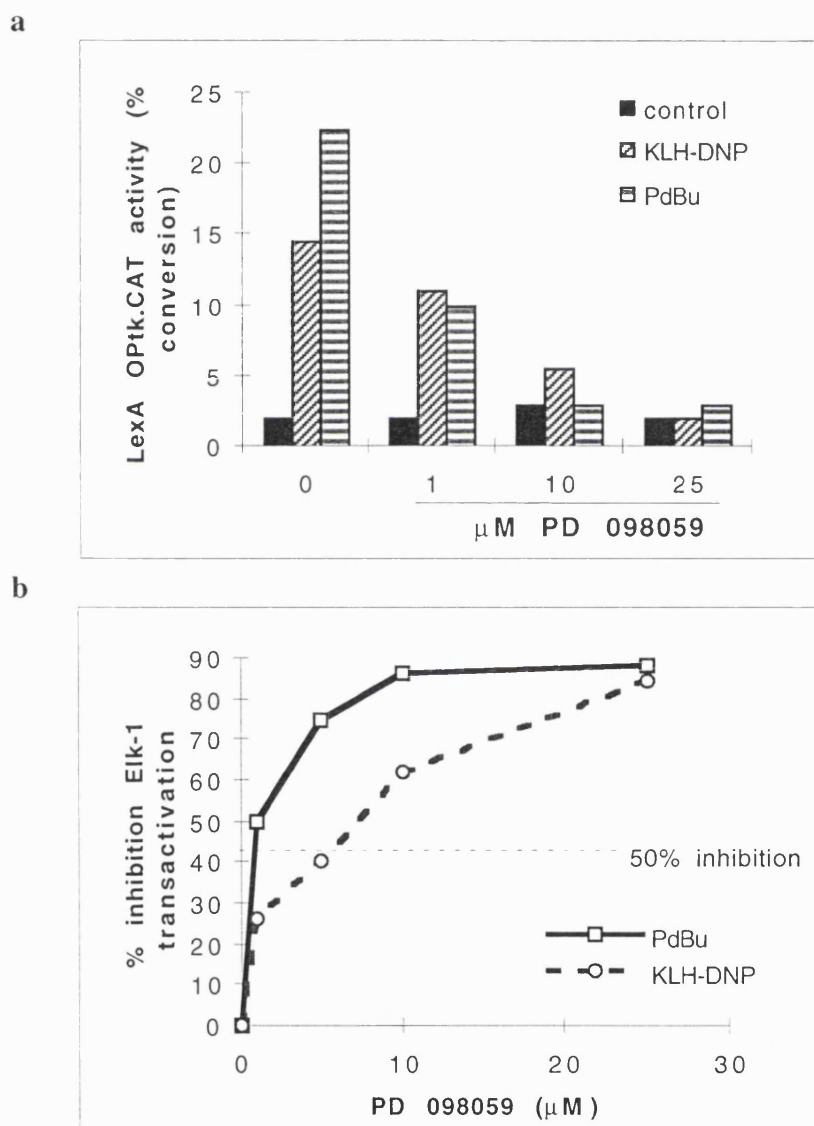 a
LexA OPtk.CAT activity (% conversion)
25
20
15
10
5
0
control
KLH-DNP
PdBu
0 1 10 25
µM PD 098059
b
% inhibition Elk-1 transactivation
90
80
70
60
50
40
30
20
10
0
50% inhibition
PdBu
KLH-DNP
0 10 20 30
PD 098059 (µM)